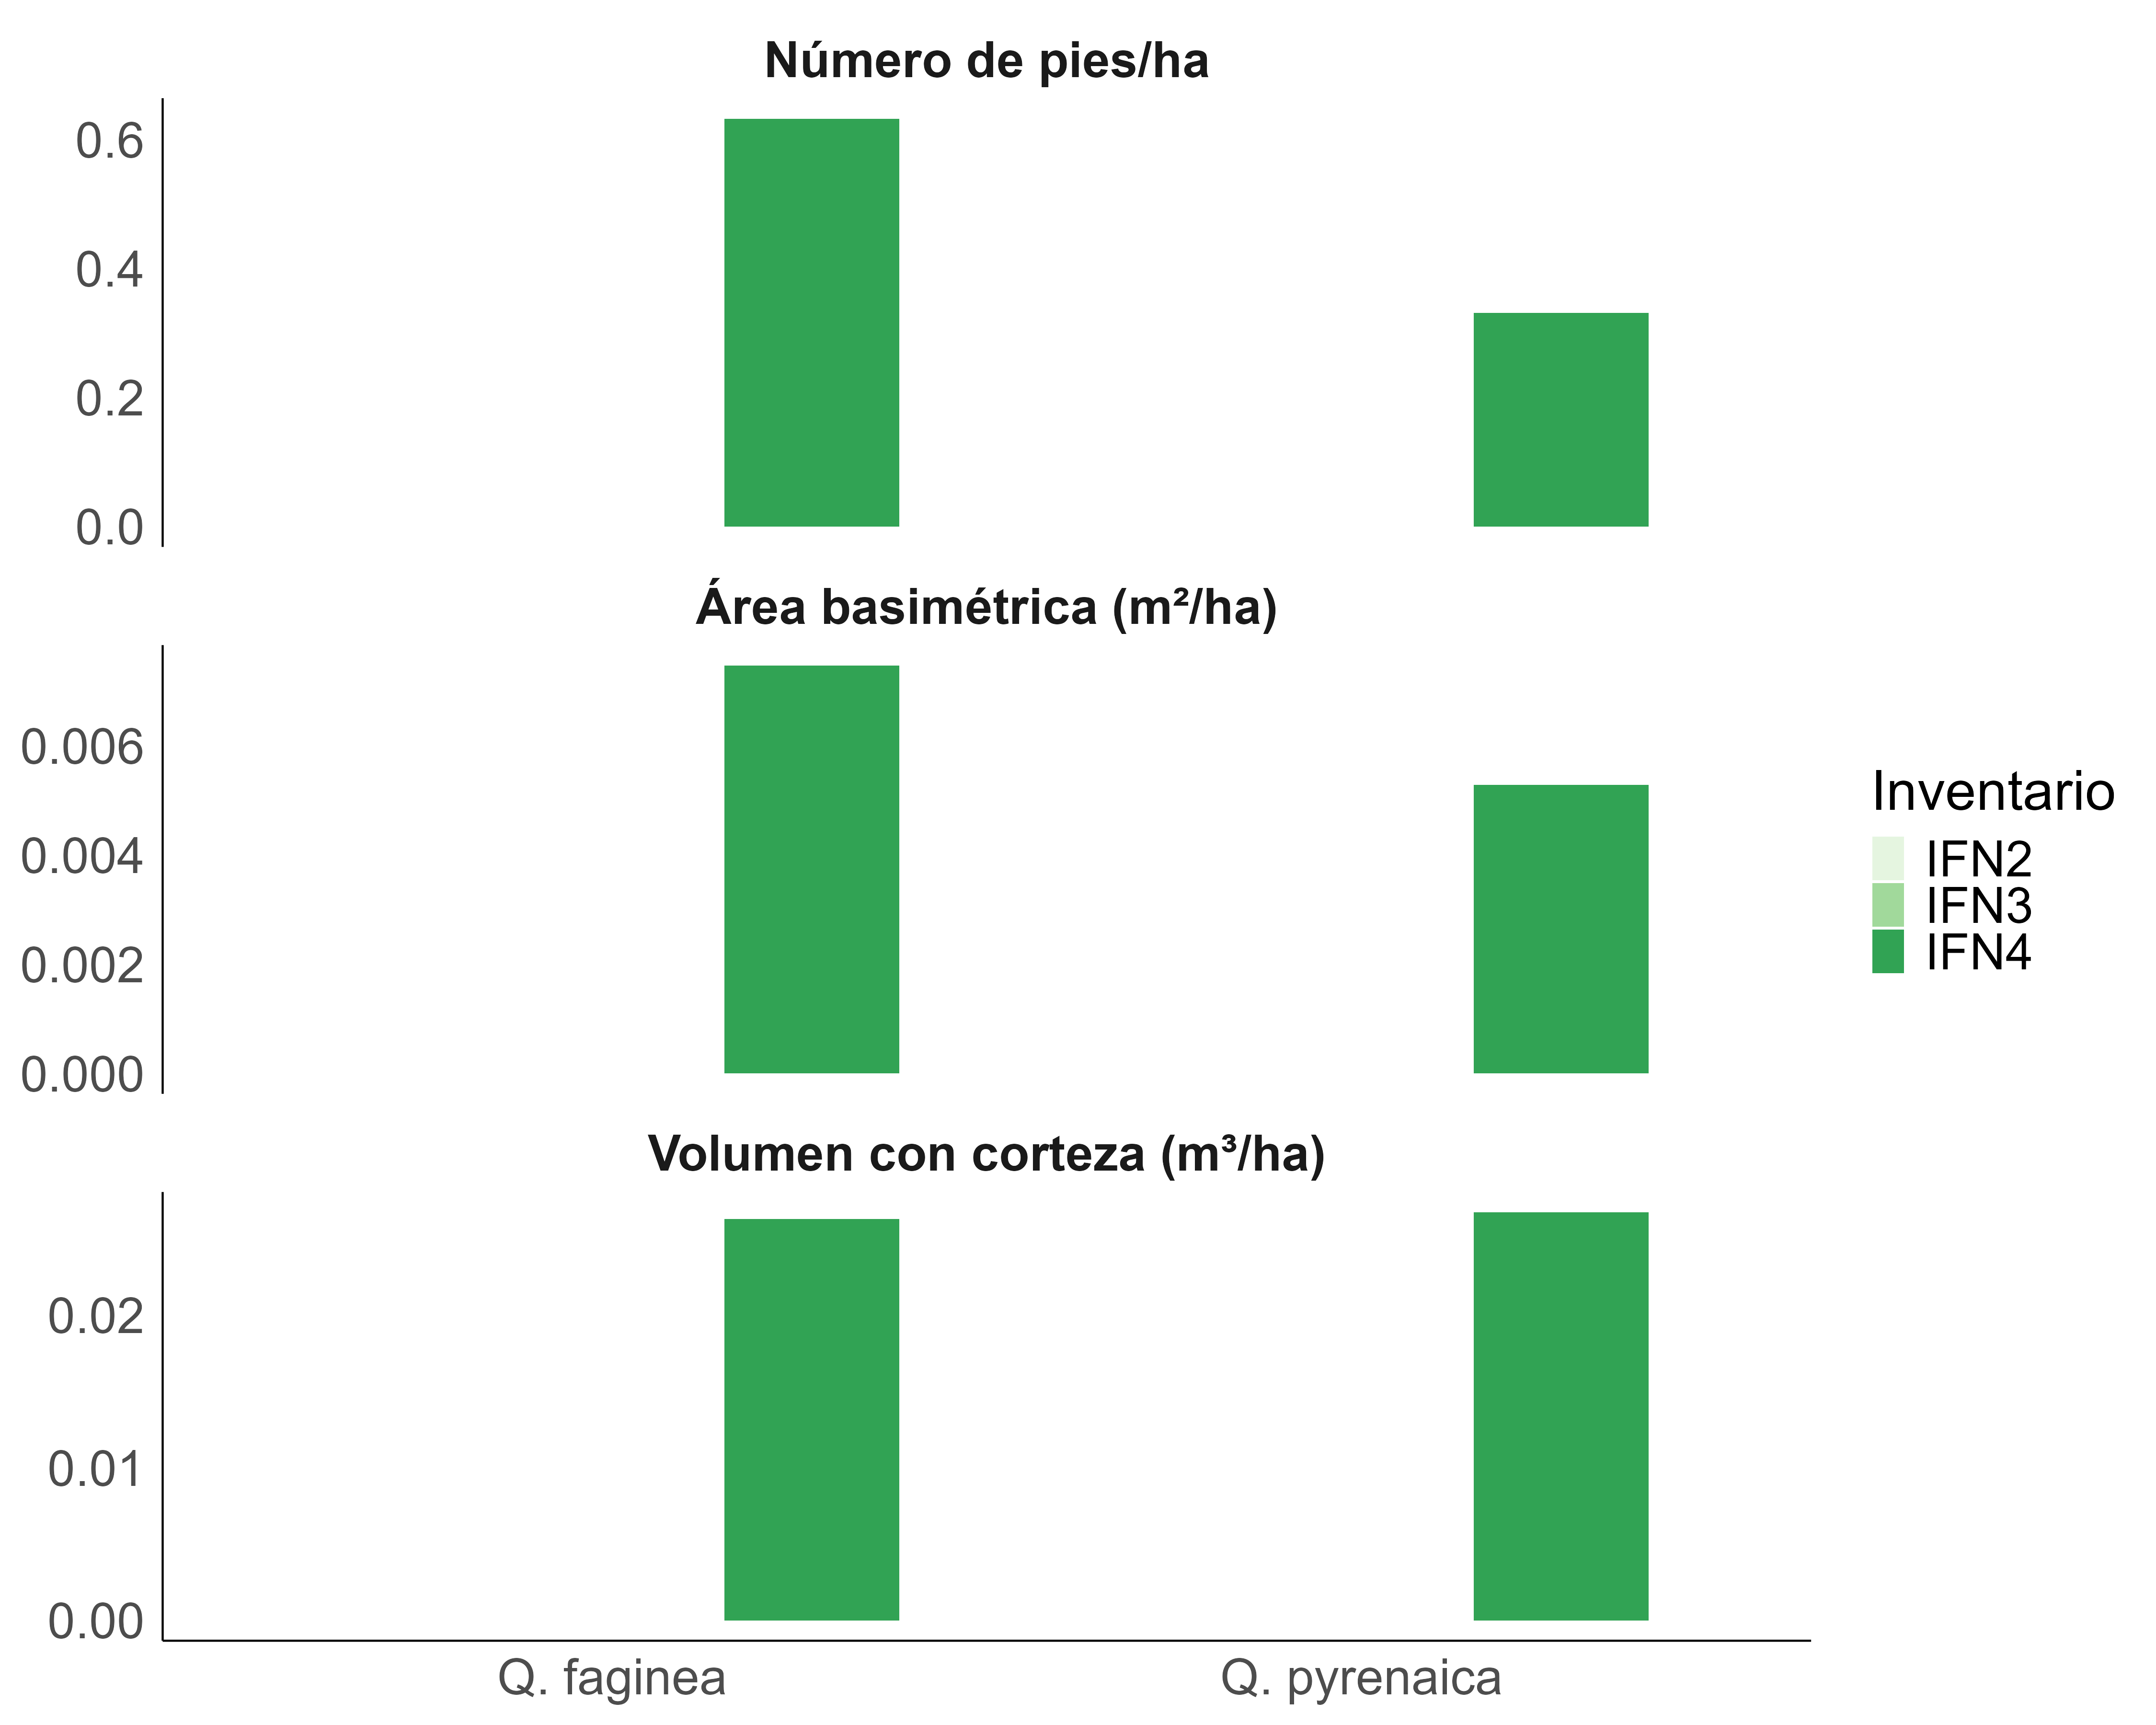 Número de pies/ha
0.6
0.4
0.2
0.0
Área basimétrica (m²/ha)
0.006
0.004
0.002
0.000
Volumen con corteza (m³/ha)
0.02
0.01
0.00
Q. faginea
Q. pyrenaica
Inventario
IFN2
IFN3
IFN4